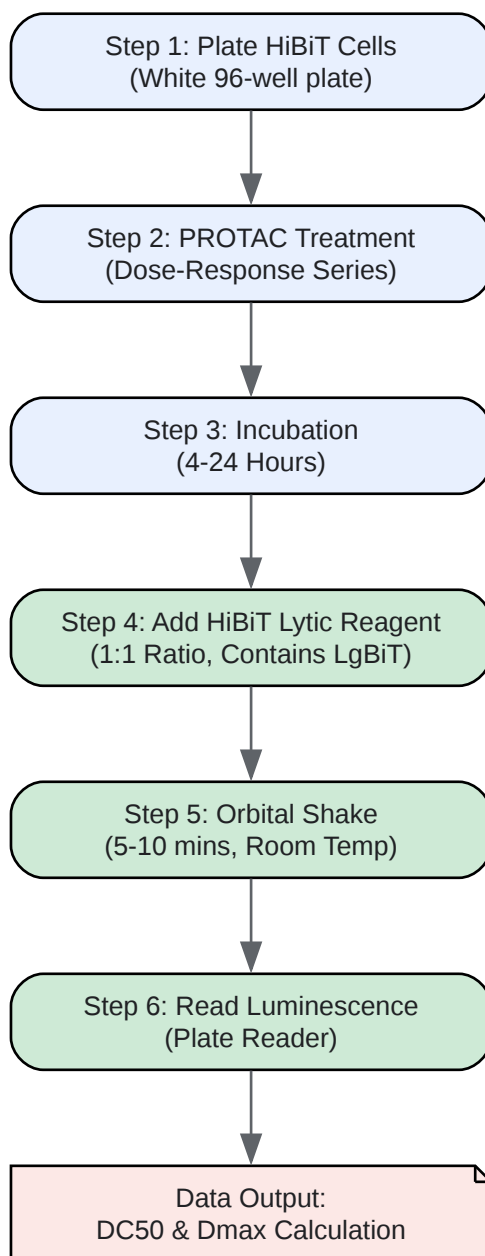 Step 1: Plate HiBiT Cells
(White 96-well plate)
Step 2: PROTAC Treatment
(Dose-Response Series)
Step 3: Incubation
(4-24 Hours)
Step 4: Add HiBiT Lytic Reagent
(1:1 Ratio, Contains LgBiT)
Step 5: Orbital Shake
(5-10 mins, Room Temp)
Step 6: Read Luminescence
(Plate Reader)
Data Output:
DC50 & Dmax Calculation